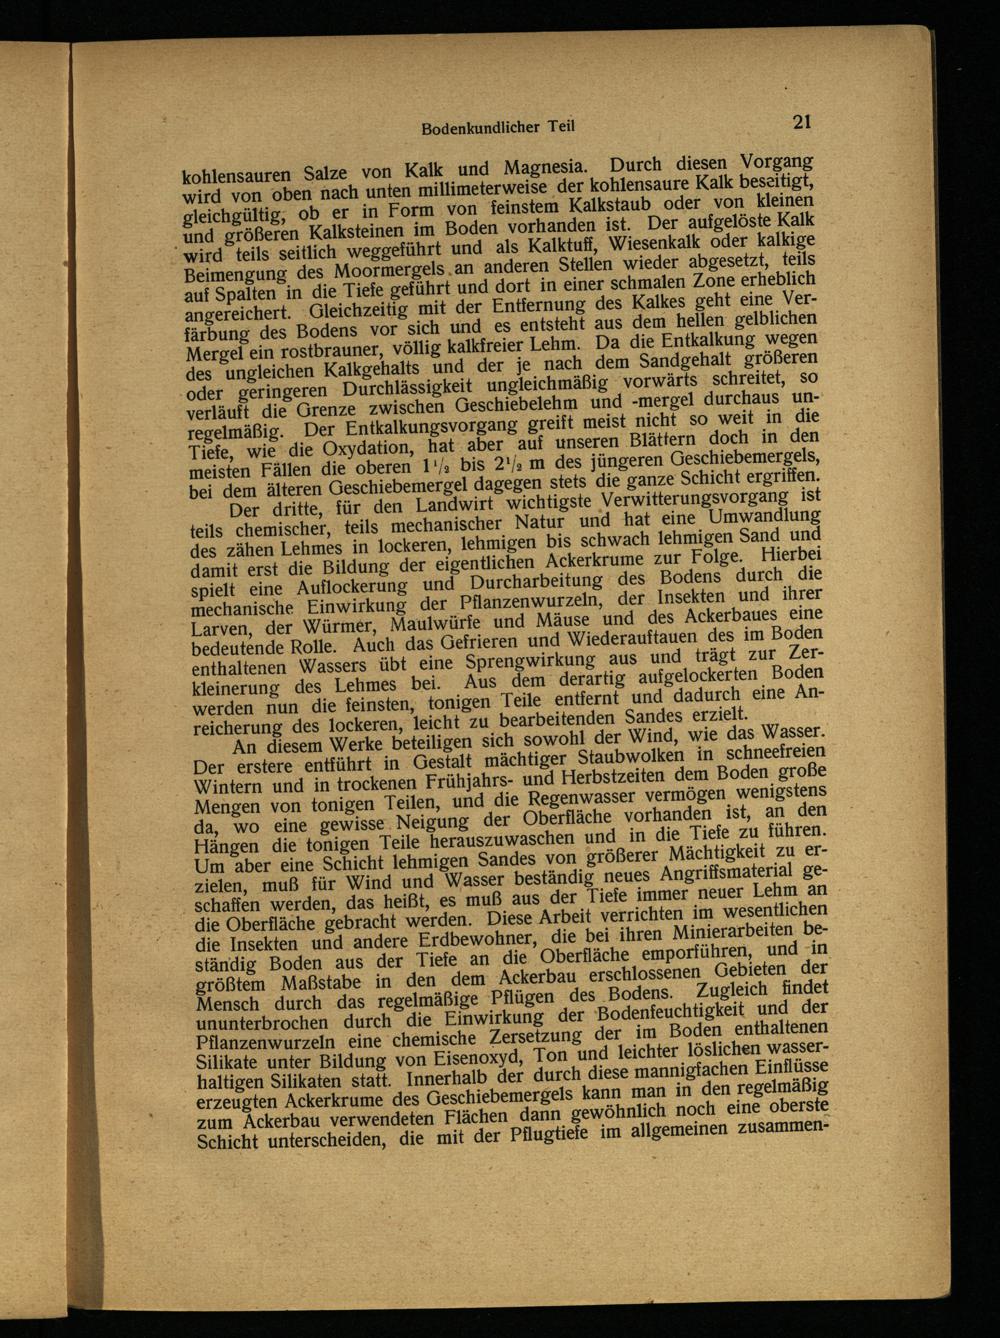 Bodenkundlicher Teil 21
kohlensauren Salze von Kalk und Magnesia. Durch diesen Vorgang
wird von oben nach unten millimeterweise der kohlensaure Kalk beseitigt,
gleichgültig, ob er in Form von feinstem Kalkstaub oder von kleinen
und größeren Kalksteinen im Boden vorhanden ist. Der aufgelöste Kalk
wird teils seitlich weggeführt und als Kalktuff, Wiesenkalk oder kalkige
Beimengung des Moormergels an anderen Stellen wieder abgesetzt, teils
auf Spalten in die Tiefe geführt und dort in einer schmalen Zone erheblich
angereichert. Gleichzeitig mit der Entfernung des Kalkes geht eine Ver-
färbung des Bodens vor sich und es entsteht aus dem hellen gelblichen
Mergel ein rostbrauner, völlig kalkfreier Lehm. Da die Entkalkung wegen
des ungleichen Kalkgehalts und der je nach dem Sandgehalt größeren
oder geringeren Durchlässigkeit ungleichmäßig vorwärts schreitet, so
verläuft die Grenze zwischen Geschiebelehm und -mergel durchaus un-
regelmäßig. Der Entkalkungsvorgang greift meist nicht so weit in die
Tiefe, wie die Oxydation, hat aber auf unseren Blättern doch in den
meisten Fällen die oberen 1 1/2 bis 2 1/2 m des jüngeren Geschiebemergels,
bei dem älteren Geschiebemergel dagegen stets die ganze Schicht ergriffen.
Der dritte, für den Landwirt wichtigste Verwitterungsvorgang ist
teils chemischer, teils mechanischer Natur und hat eine Umwandlung
des zähen Lehmes in lockeren, lehmigen bis schwach lehmigen Sand und
damit erst die Bildung der eigentlichen Ackerkrume zur Folge. Hierbei
spielt eine Auflockerung und Durcharbeitung des Bodens durch die
mechanische Einwirkung der Pflanzenwurzeln, der Insekten und ihrer
Larven, der Würmer, Maulwürfe und Mäuse und des Ackerbaues eine
bedeutende Rolle. Auch das Gefrieren und Wiederauftauen des im Boden
enthaltenen Wassers übt eine Sprengwirkung aus und trägt zur Zer-
kleinerung des Lehmes bei. Aus dem derartig aufgelockerten Boden
werden nun die feinsten, tonigen Teile entfernt und dadurch eine An-
reicherung des lockeren, leicht zu bearbeitenden Sandes erzielt.
An diesem Werke beteiligen sich sowohl der Wind, wie das Wasser.
Der erstere entführt in Gestalt mächtiger Staubwolken in schneefreien
Wintern und in trockenen Frühjahrs- und Herbstzeiten dem Boden große
Mengen von tonigen Teilen, und die Regenwasser vermögen wenigstens
da, wo eine gewisse Neigung der Oberfläche vorhanden ist, an den
Hängen die tonigen Teile herauszuwaschen und in die Tiefe zu führen.
Um aber eine Schicht lehmigen Sandes von größerer Mächtigkeit zu er-
zielen, muß für Wind und Wasser beständig neues Angriffsmaterial ge-
schaffen werden, das heißt, es muß aus der Tiefe immer neuer Lehm an
die Oberfläche gebracht werden. Diese Arbeit verrichten im wesentlichen
die Insekten und andere Erdbewohner, die bei ihren Minierarbeiten be-
ständig Boden aus der Tiefe an die Oberfläche emporführen, und in
größtem Maßstabe in den dem Ackerbau erschlossenen Gebieten der
Mensch durch das regelmäßige Pflügen des Bodens. Zugleich findet
ununterbrochen durch die Einwirkung der Bodenfeuchtigkeit und der
Pflanzenwurzeln eine chemische Zersetzung der im Boden enthaltenen
Silikate unter Bildung von Eisenoxyd, Ton und leichter löslichen wasser-
haltigen Silikaten statt. Innerhalb der durch diese mannigfachen Einflüsse
erzeugten Ackerkrume des Geschiebemergels kann man in den regelmäßig
zum Ackerbau verwendeten Flächen dann gewöhnlich noch eine oberste
Schicht unterscheiden, die mit der Pflugtiefe im allgemeinen zusammen-